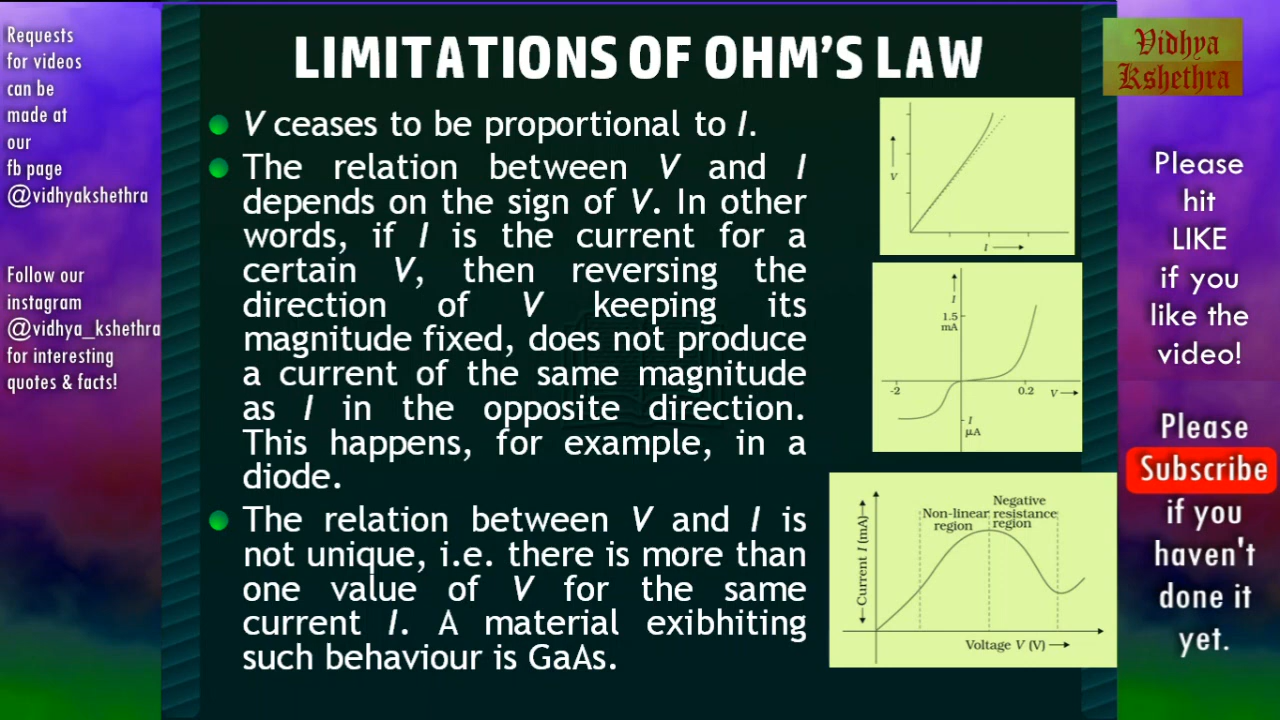 Requests
for videos
can be
made at
our
fb page
@vidhyakshethra
Follow our
instagram
@vidhya_kshethra
for interesting
quotes & facts!
LIMITATIONS OF OHM'S LAW
V ceases to be proportional to I.
The relation between V and I
depends on the sign of V. In other
words, if I is the current for a
certain V, then reversing the
direction of V keeping its
magnitude fixed, does not produce
a current of the same magnitude
as I in the opposite direction.
This happens, for example, in a
diode.
The relation between V and I is
not unique, i.e. there is more than
one value of V for the same
current I. A material exibhiting
such behaviour is GaAs.
V
I
I
1.5
mA
-2
0.2
V
I
μA
Current I (mA)
Non-linear
region
Negative
resistance
region
Voltage V (V)
Vidhya
Kshethra
Please
hit
LIKE
if you
like the
video!
Please
Subscribe
if you
haven't
done it
yet.